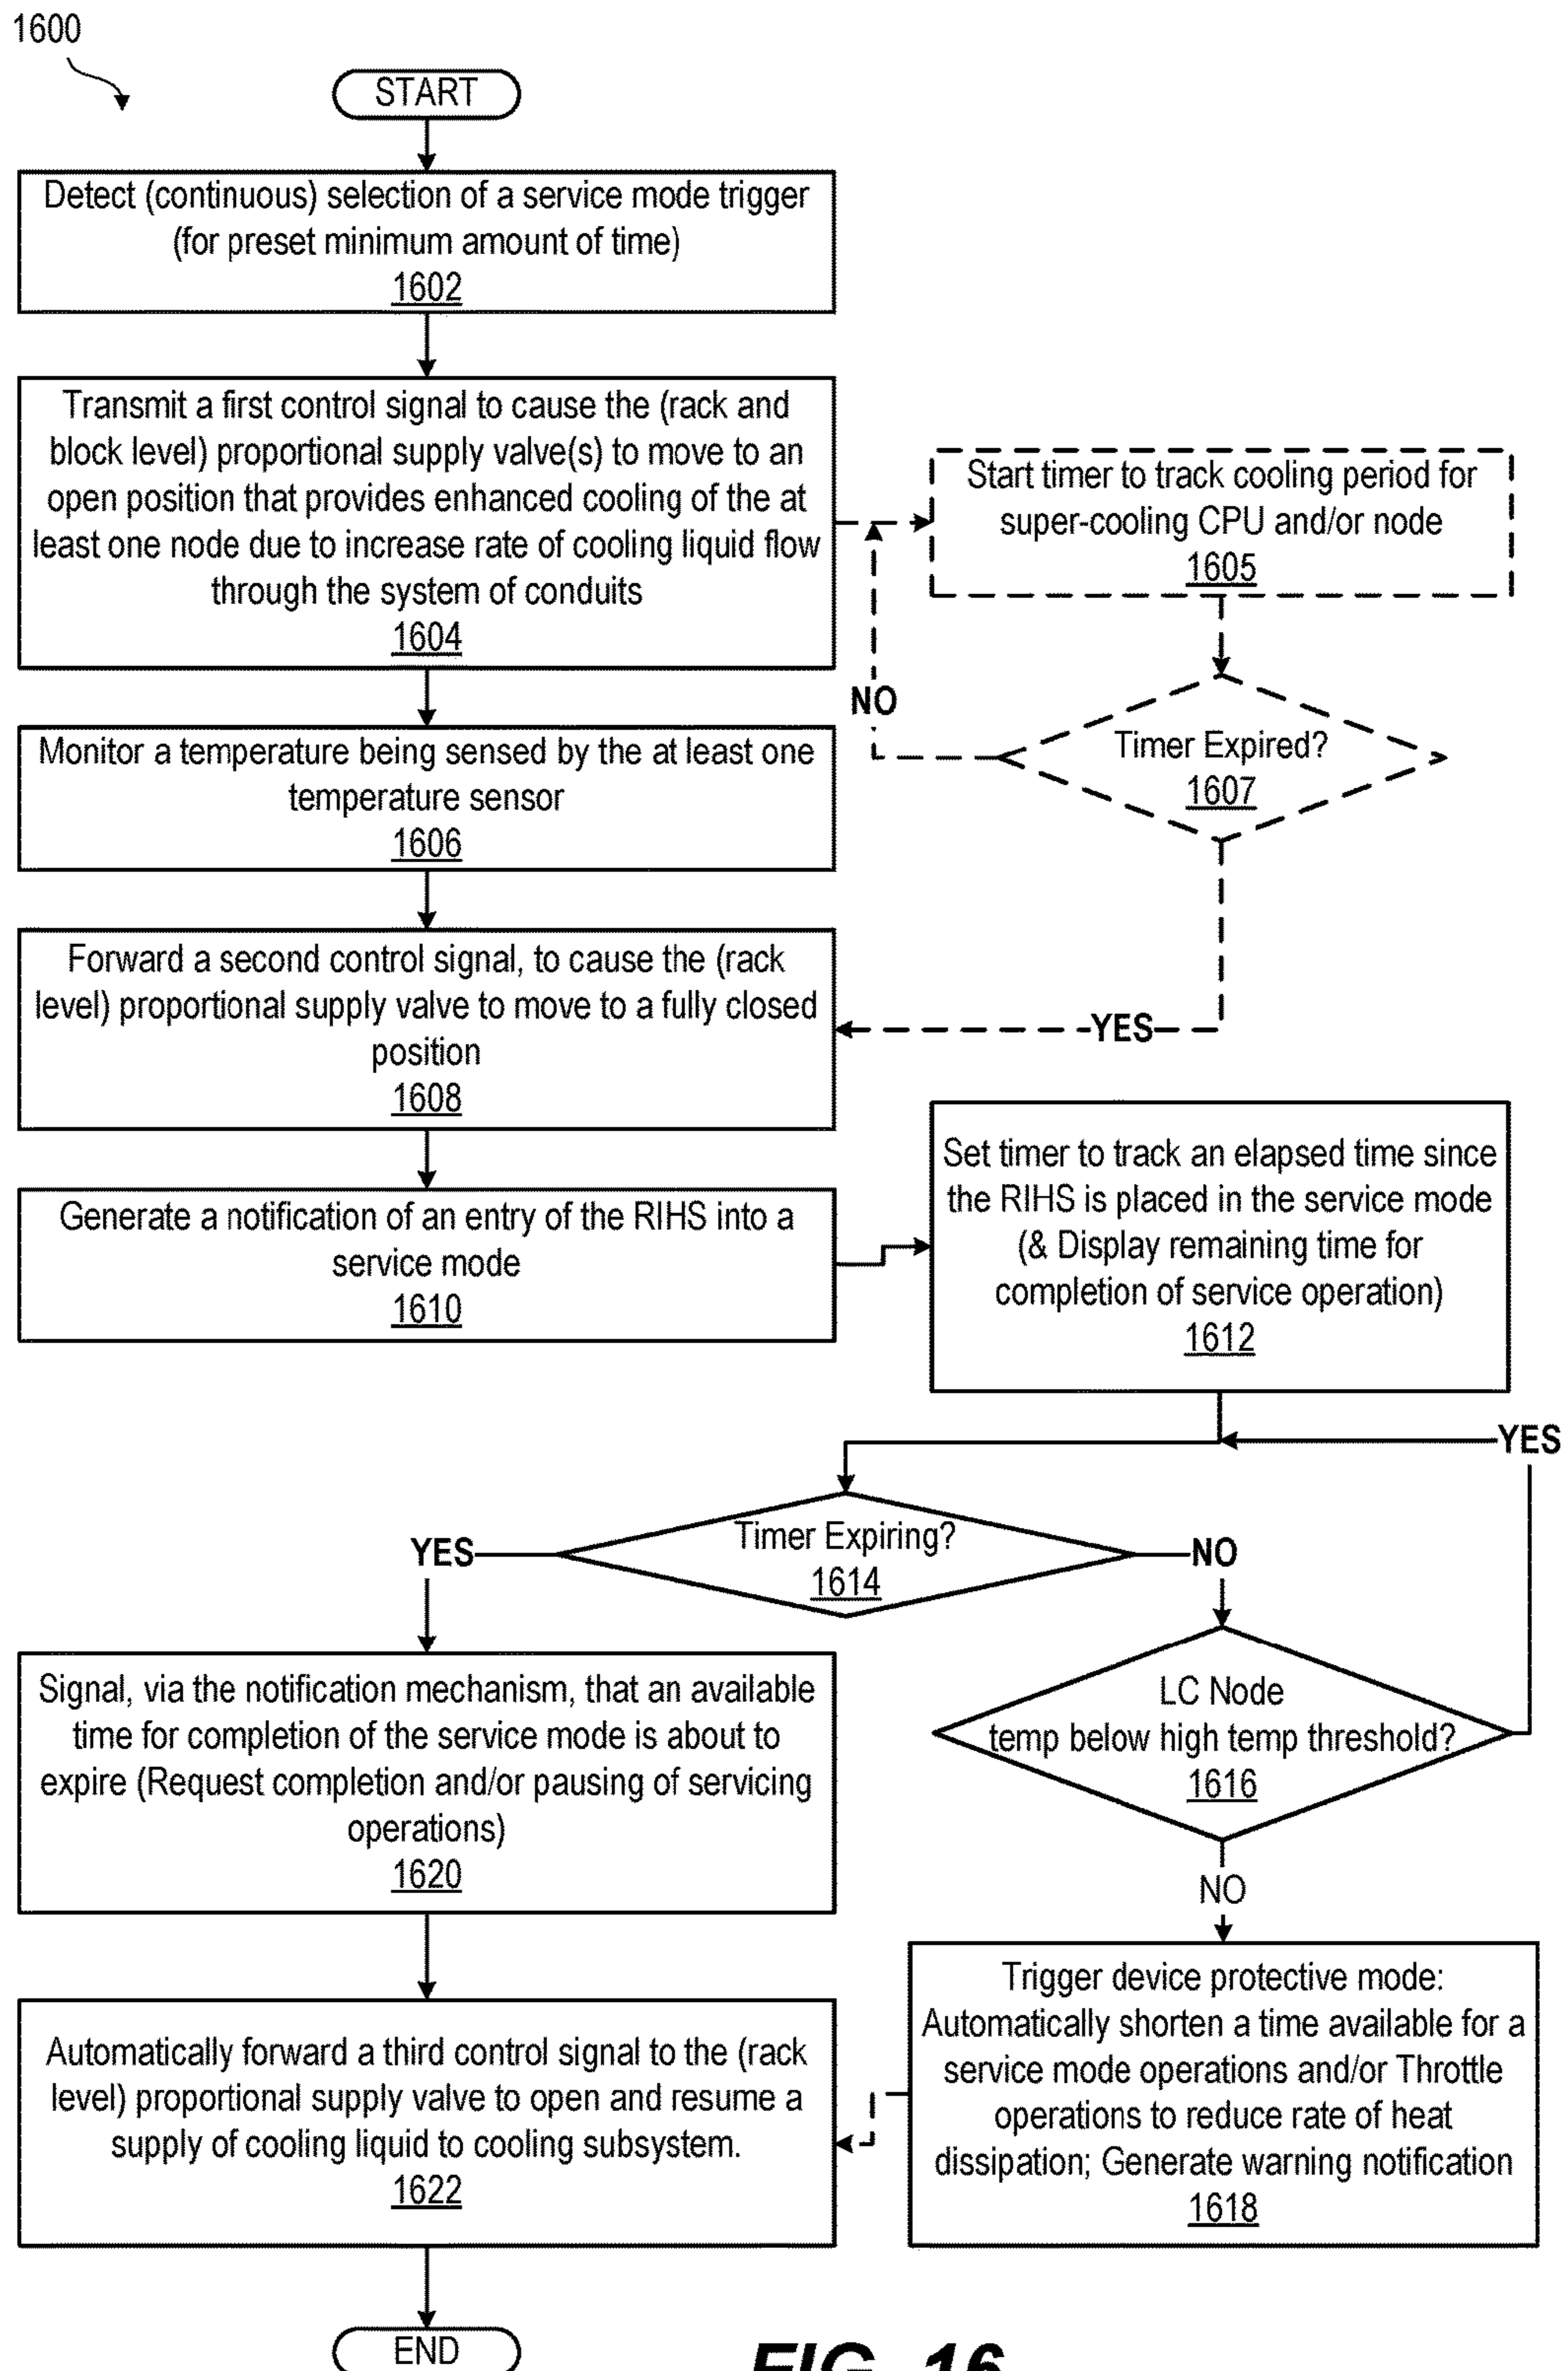 1600
START
Detect (continuous) selection of a service mode trigger
(for preset minimum amount of time)
1602
Transmit a first control signal to cause the (rack and
block level) proportional supply valve(s) to move to an
open position that provides enhanced cooling of the at
least one node due to increase rate of cooling liquid flow
through the system of conduits
1604
Start timer to track cooling period for
super-cooling CPU and/or node
1605
NO
Timer Expired?
1607
Monitor a temperature being sensed by the at least one
temperature sensor
1606
Forward a second control signal, to cause the (rack
level) proportional supply valve to move to a fully closed
position
1608
YES
Generate a notification of an entry of the RIHS into a
service mode
1610
Set timer to track an elapsed time since
the RIHS is placed in the service mode
(& Display remaining time for
completion of service operation)
1612
YES
Timer Expiring?
1614
YES
NO
LC Node
temp below high temp threshold?
1616
NO
Signal, via the notification mechanism, that an available
time for completion of the service mode is about to
expire (Request completion and/or pausing of servicing
operations)
1620
Trigger device protective mode:
Automatically shorten a time available for a
service mode operations and/or Throttle
operations to reduce rate of heat
dissipation; Generate warning notification
1618
Automatically forward a third control signal to the (rack
level) proportional supply valve to open and resume a
supply of cooling liquid to cooling subsystem.
1622
END
FIG. 16